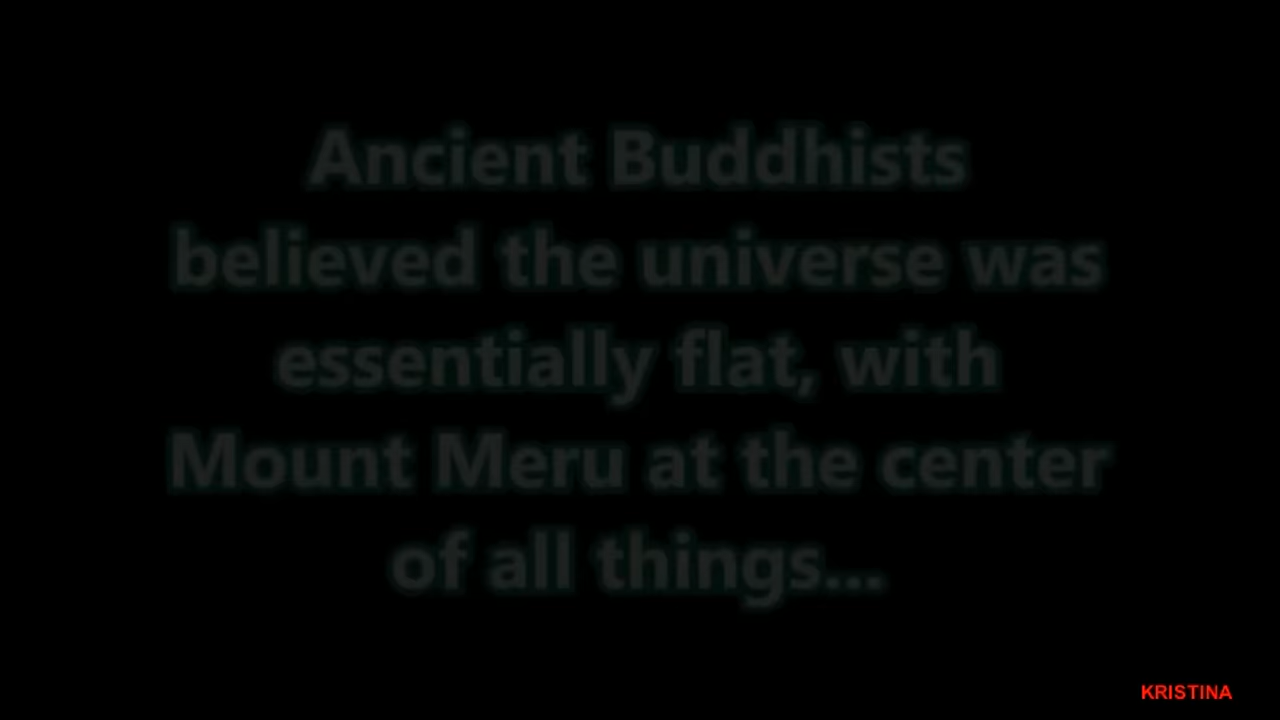 Ancient Buddhists
believed the universe was
essentially flat, with
Mount Meru at the center
of all things...
KRISTINA